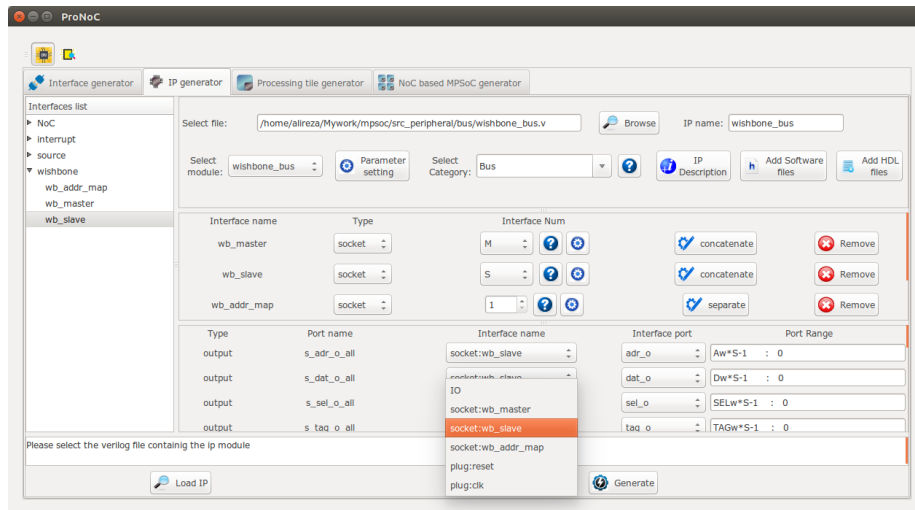 ProNoC
Interface generator IP generator Processing tile generator NoC based MPSoC generator
Interfaces list
NoC
interrupt
source
wishbone
wb_addr_map
wb_master
wb_slave
Select file: /home/alireza/Mywork/mpsoc/src_peripheral/bus/wishbone_bus.v Browse IP name: wishbone_bus
Select module: wishbone_bus Parameter setting Select Category: Bus IP Description Add Software files Add HDL files
Interface name Type Interface Num
wb_master socket M concatenate Remove
wb_slave socket S concatenate Remove
wb_addr_map socket 1 separate Remove
Type Port name Interface name Interface port Port Range
output s_adr_o_all socket:wb_slave adr_o Aw*S-1 : 0
output s_dat_o_all socket:wb_slave dat_o Dw*S-1 : 0
output s_sel_o_all sel_o SELw*S-1 : 0
output s_tag_o_all tag_o TAGw*S-1 : 0
IO
socket:wb_master
socket:wb_slave
socket:wb_addr_map
plug:reset
plug:clk
Please select the verilog file containig the ip module
Load IP Generate